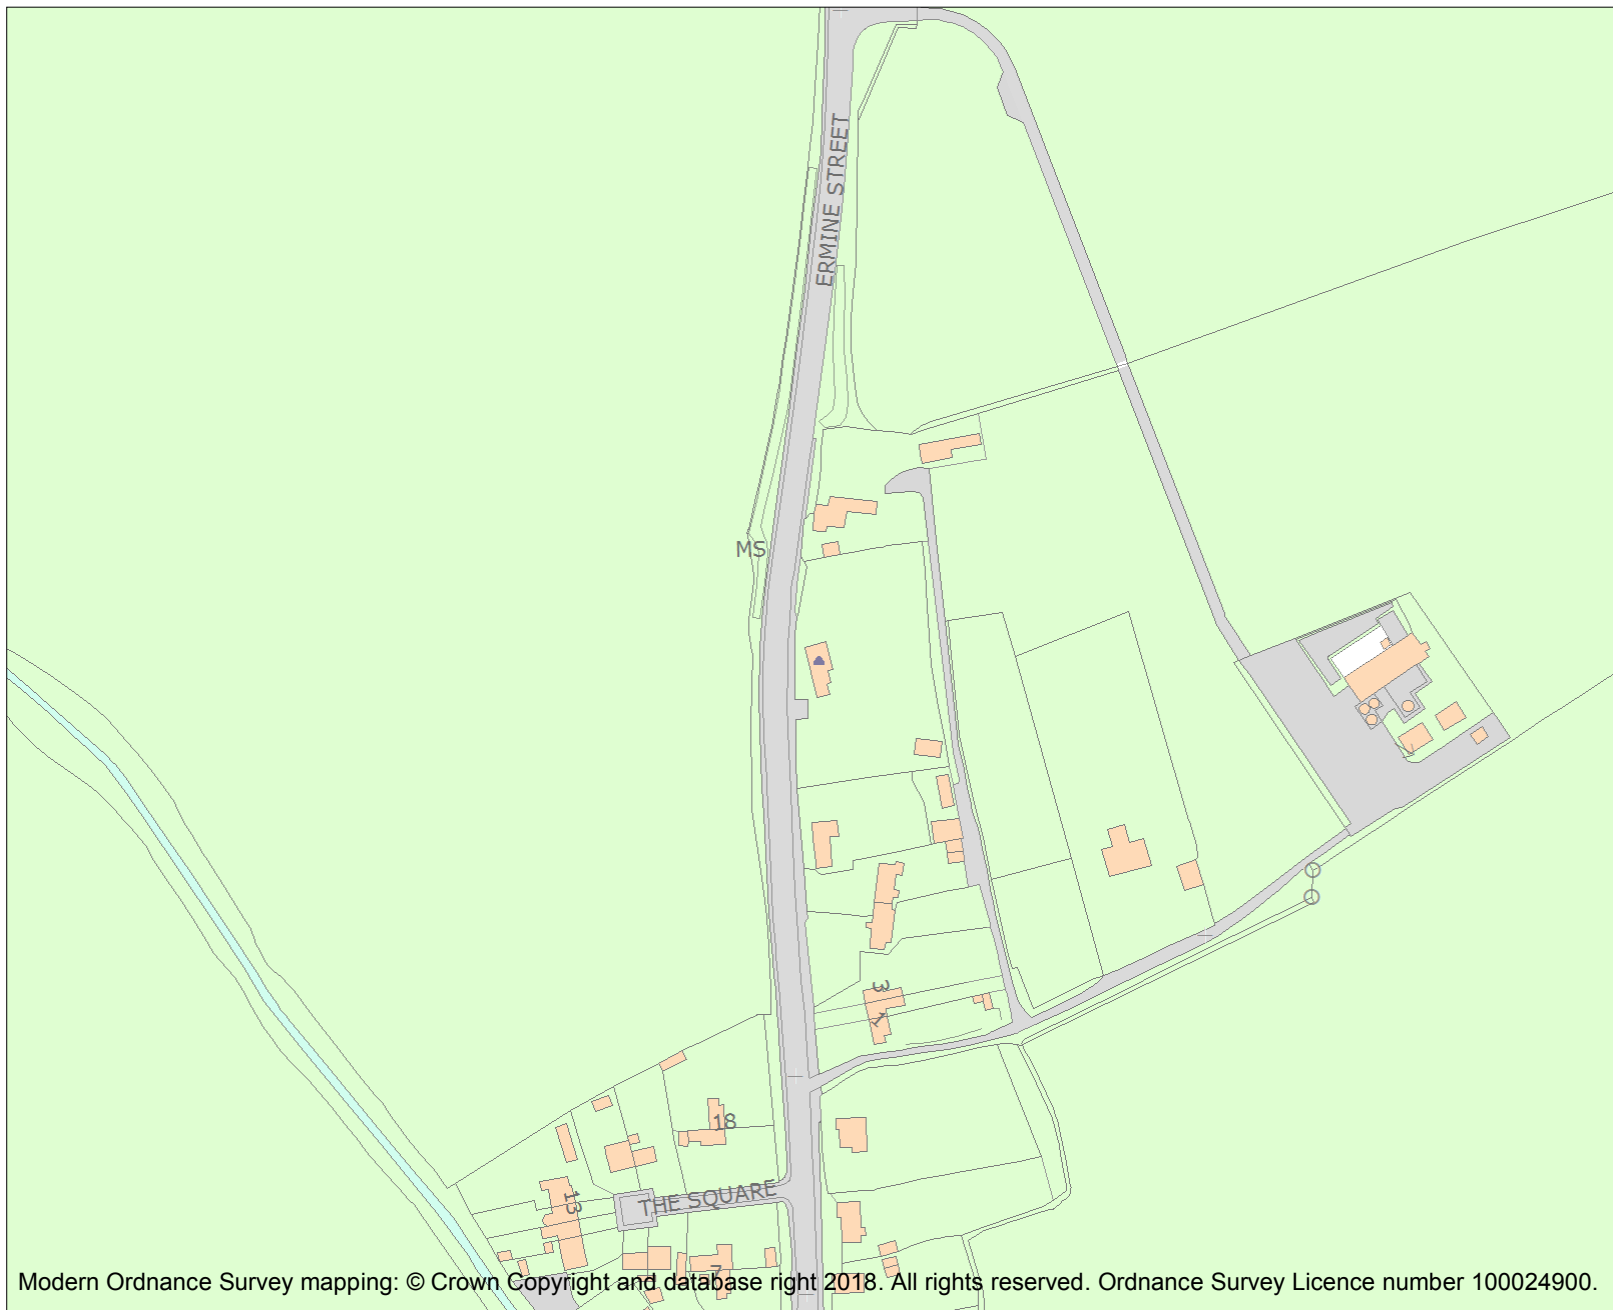 ERMINE STREET
MS
3
1
18
THE SQUARE
13
7
Modern Ordnance Survey mapping: © Crown Copyright and database right 2018. All rights reserved. Ordnance Survey Licence number 100024900.